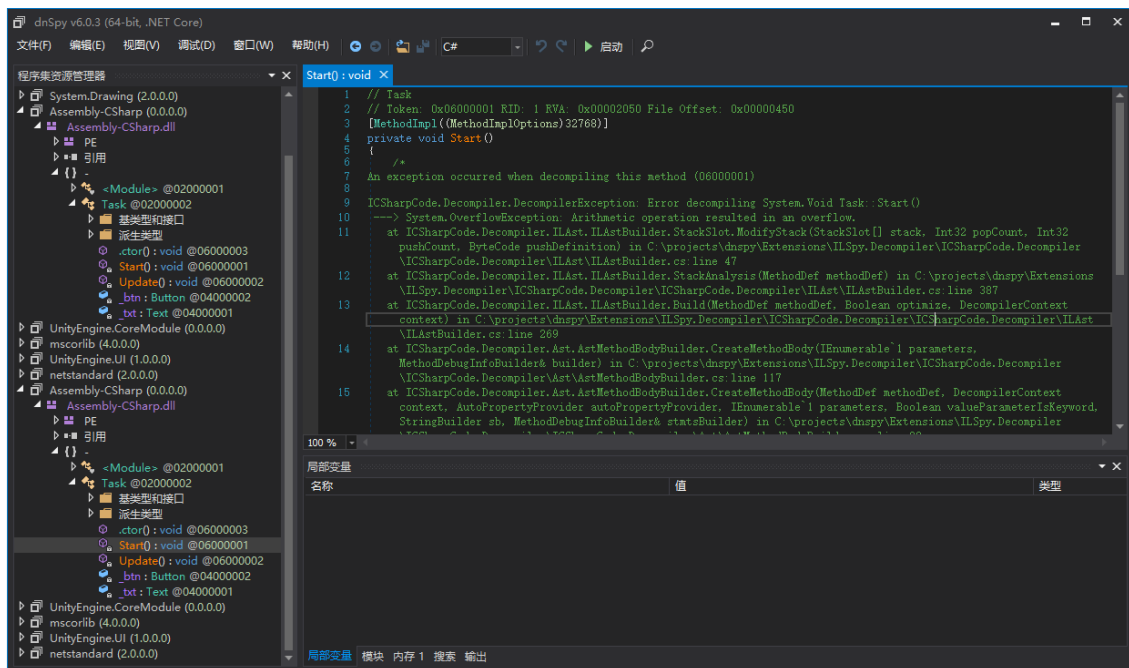 dnSpy v6.0.3 (64-bit, .NET Core)
文件(F) 编辑(E) 视图(V) 调试(D) 窗口(W) 帮助(H) C# 启动
程序集资源管理器
System.Drawing (2.0.0.0)
Assembly-CSharp (0.0.0.0)
Assembly-CSharp.dll
PE
引用
{ } -
<Module> @02000001
Task @02000002
基类型和接口
派生类型
.ctor() : void @06000003
Start() : void @06000001
Update() : void @06000002
_btn : Button @04000002
_txt : Text @04000001
UnityEngine.CoreModule (0.0.0.0)
mscorlib (4.0.0.0)
UnityEngine.UI (1.0.0.0)
netstandard (2.0.0.0)
Assembly-CSharp (0.0.0.0)
Assembly-CSharp.dll
PE
引用
{ } -
<Module> @02000001
Task @02000002
基类型和接口
派生类型
.ctor() : void @06000003
Start() : void @06000001
Update() : void @06000002
_btn : Button @04000002
_txt : Text @04000001
UnityEngine.CoreModule (0.0.0.0)
mscorlib (4.0.0.0)
UnityEngine.UI (1.0.0.0)
netstandard (2.0.0.0)
Start() : void
1 // Task
2 // Token: 0x06000001 RID: 1 RVA: 0x00002050 File Offset: 0x00000450
3 [MethodImpl((MethodImplOptions)32768)]
4 private void Start()
5 {
6 /*
7 An exception occurred when decompiling this method (06000001)
8
9 ICSharpCode.Decompiler.DecompilerException: Error decompiling System.Void Task::Start()
10 ---> System.OverflowException: Arithmetic operation resulted in an overflow.
11 at ICSharpCode.Decompiler.ILAst.ILAstBuilder.StackSlot.ModifyStack(StackSlot[] stack, Int32 popCount, Int32
pushCount, ByteCode pushDefinition) in C:\projects\dnspy\Extensions\ILSpy.Decompiler\ICSharpCode.Decompiler
\ICSharpCode.Decompiler\ILAst\ILAstBuilder.cs:line 47
12 at ICSharpCode.Decompiler.ILAst.ILAstBuilder.StackAnalysis(MethodDef methodDef) in C:\projects\dnspy\Extensions
\ILSpy.Decompiler\ICSharpCode.Decompiler\ICSharpCode.Decompiler\ILAst\ILAstBuilder.cs:line 387
13 at ICSharpCode.Decompiler.ILAst.ILAstBuilder.Build(MethodDef methodDef, Boolean optimize, DecompilerContext
context) in C:\projects\dnspy\Extensions\ILSpy.Decompiler\ICSharpCode.Decompiler\ICSharpCode.Decompiler\ILAst
\ILAstBuilder.cs:line 269
14 at ICSharpCode.Decompiler.Ast.AstMethodBodyBuilder.CreateMethodBody(IEnumerable`1 parameters,
MethodDebugInfoBuilder& builder) in C:\projects\dnspy\Extensions\ILSpy.Decompiler\ICSharpCode.Decompiler
\ICSharpCode.Decompiler\Ast\AstMethodBodyBuilder.cs:line 117
15 at ICSharpCode.Decompiler.Ast.AstMethodBodyBuilder.CreateMethodBody(MethodDef methodDef, DecompilerContext
context, AutoPropertyProvider autoPropertyProvider, IEnumerable`1 parameters, Boolean valueParameterIsKeyword,
StringBuilder sb, MethodDebugInfoBuilder& stmtsBuilder) in C:\projects\dnspy\Extensions\ILSpy.Decompiler
100 %
局部变量
名称 值 类型
局部变量 模块 内存 1 搜索 输出